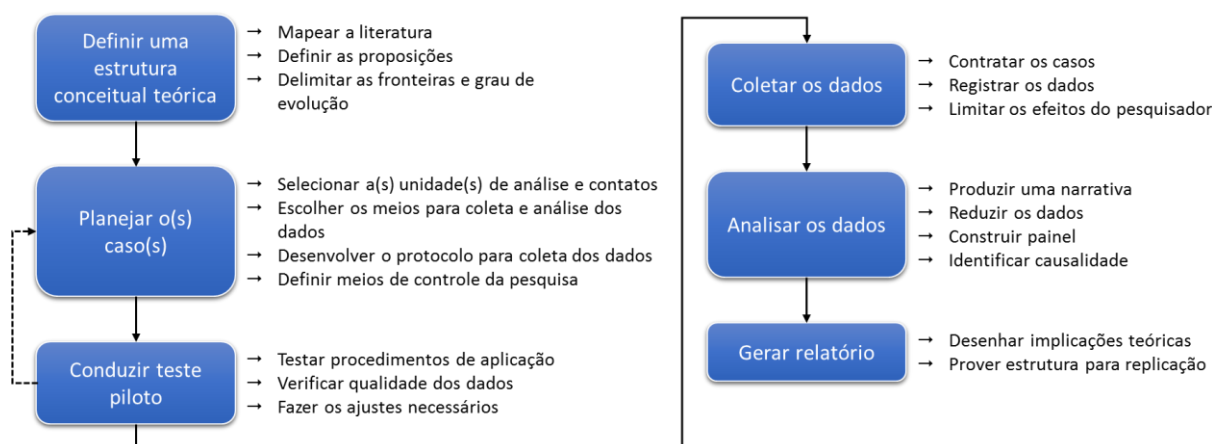 Definir uma
estrutura
conceitual teórica
→ Mapear a literatura
→ Definir as proposições
→ Delimitar as fronteiras e grau de
evolução
Planejar o(s)
caso(s)
→ Selecionar a(s) unidade(s) de análise e contatos
→ Escolher os meios para coleta e análise dos
dados
→ Desenvolver o protocolo para coleta dos dados
→ Definir meios de controle da pesquisa
Conduzir teste
piloto
→ Testar procedimentos de aplicação
→ Verificar qualidade dos dados
→ Fazer os ajustes necessários
Coletar os dados
→ Contratar os casos
→ Registrar os dados
→ Limitar os efeitos do pesquisador
Analisar os dados
→ Produzir uma narrativa
→ Reduzir os dados
→ Construir painel
→ Identificar causalidade
Gerar relatório
→ Desenhar implicações teóricas
→ Prover estrutura para replicação